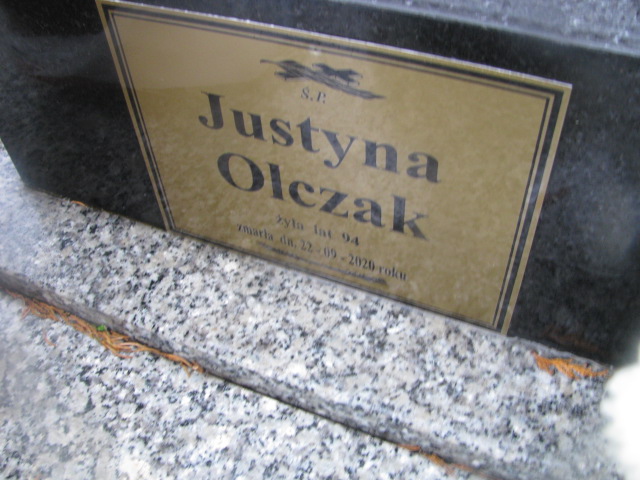 Ś.P.
Justyna
Olczak
żyła lat 94
zmarła dn. 22 - 09 - 2020 roku